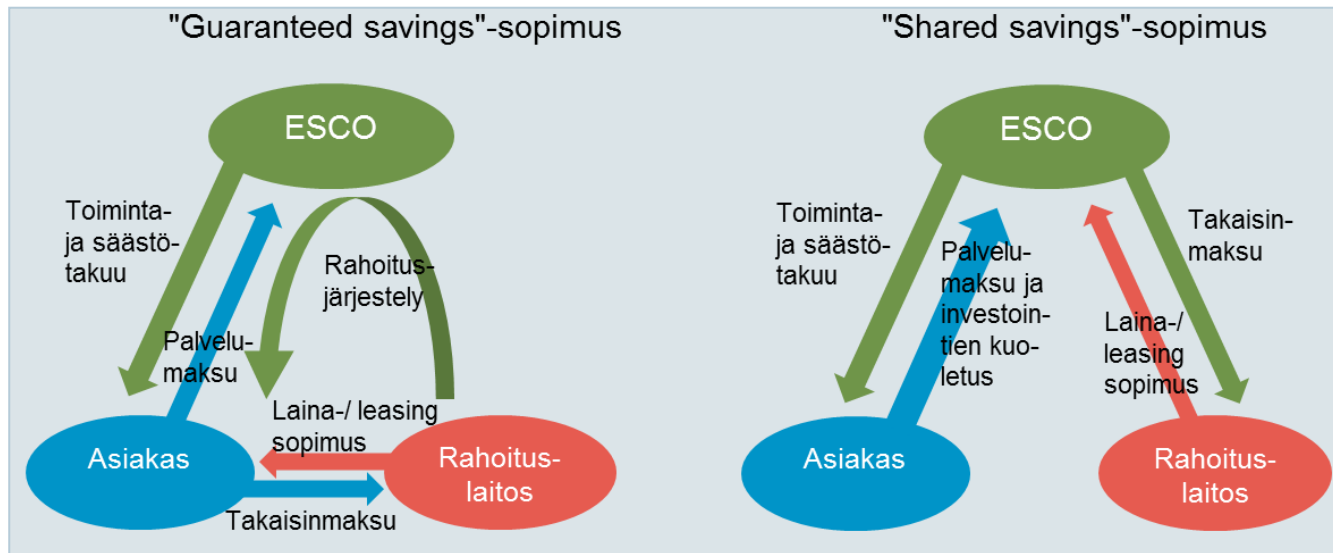 "Guaranteed savings"-sopimus
ESCO
Toiminta-
ja säästö-
takuu
Rahoitus-
järjestely
Palvelu-
maksu
Laina-/ leasing
sopimus
Asiakas
Rahoitus-
laitos
Takaisinmaksu
"Shared savings"-sopimus
ESCO
Toiminta-
ja säästö-
takuu
Palvelu-
maksu ja
investoin-
tien kuo-
letus
Takaisin-
maksu
Laina-/
leasing
sopimus
Asiakas
Rahoitus-
laitos